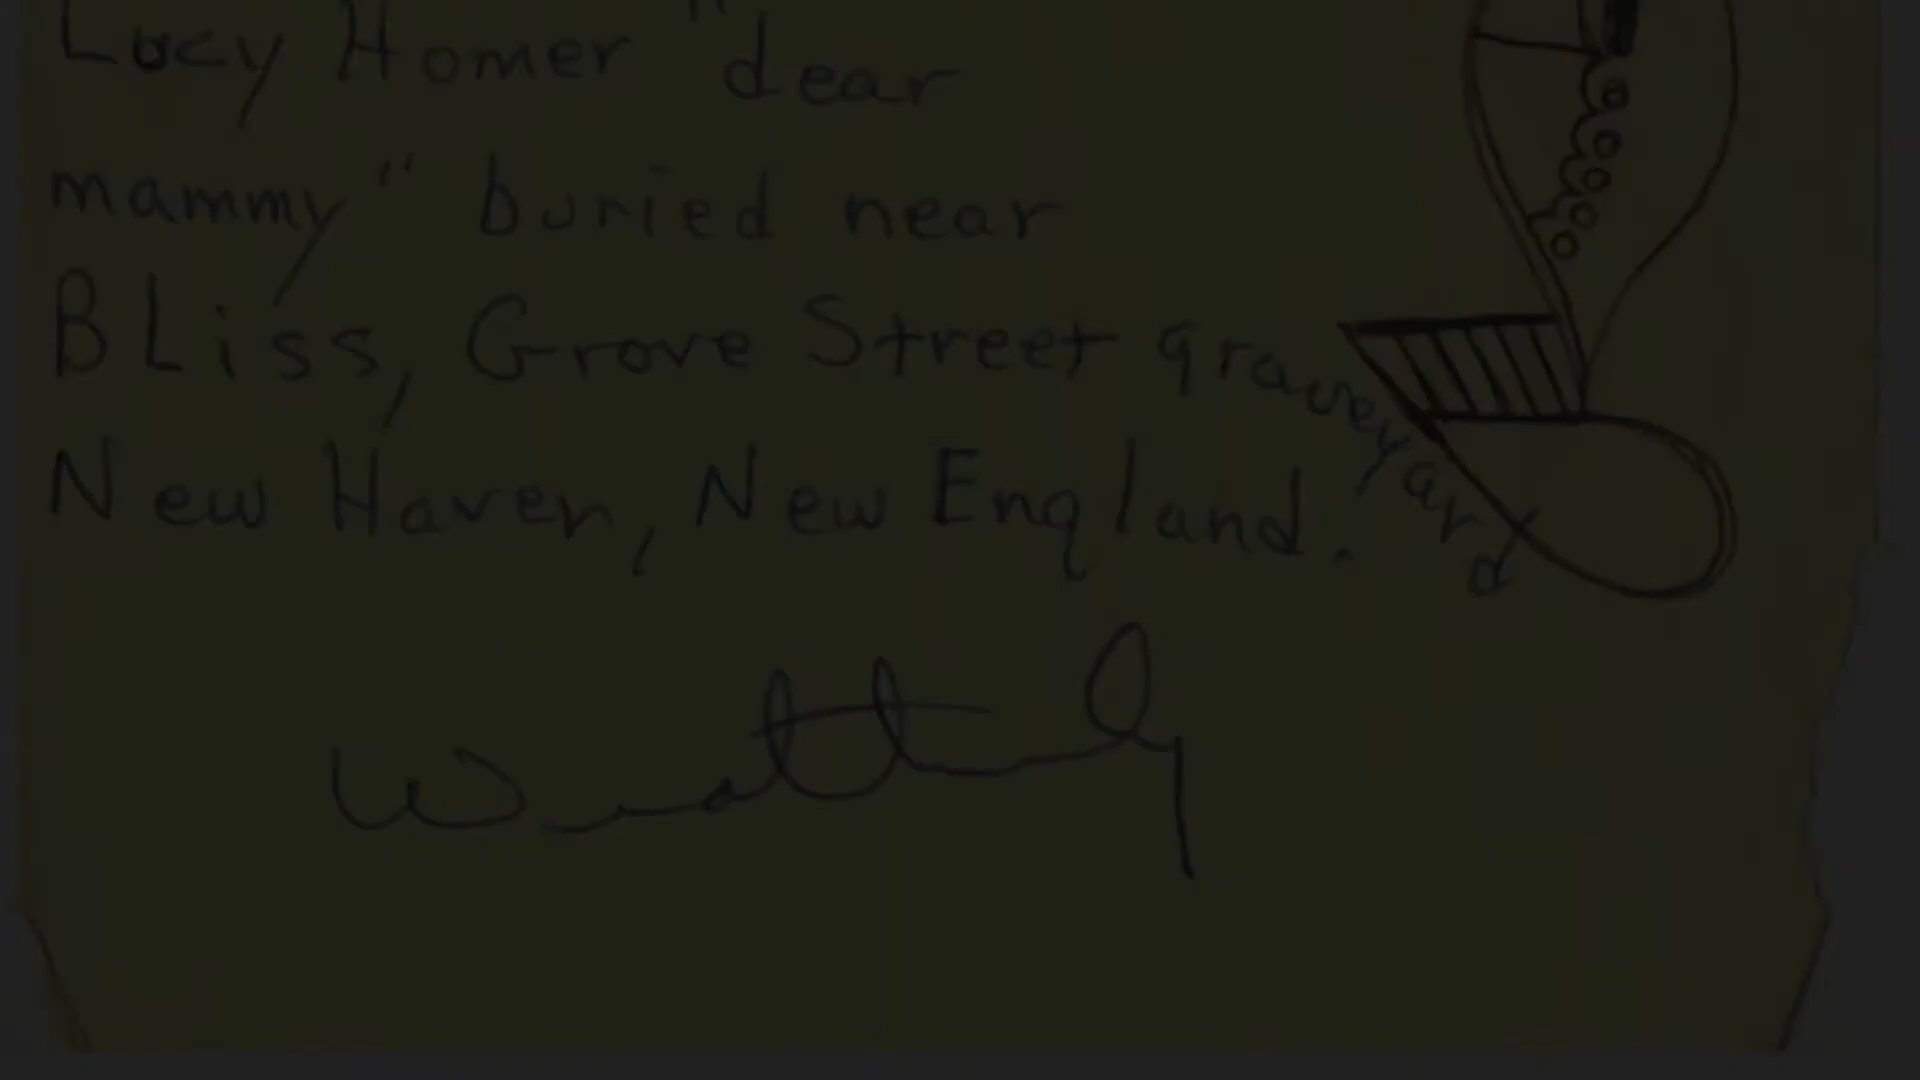 Lucy Homer "dear
mammy" buried near
BLiss, Grove Street graveyard
New Haven, New England.